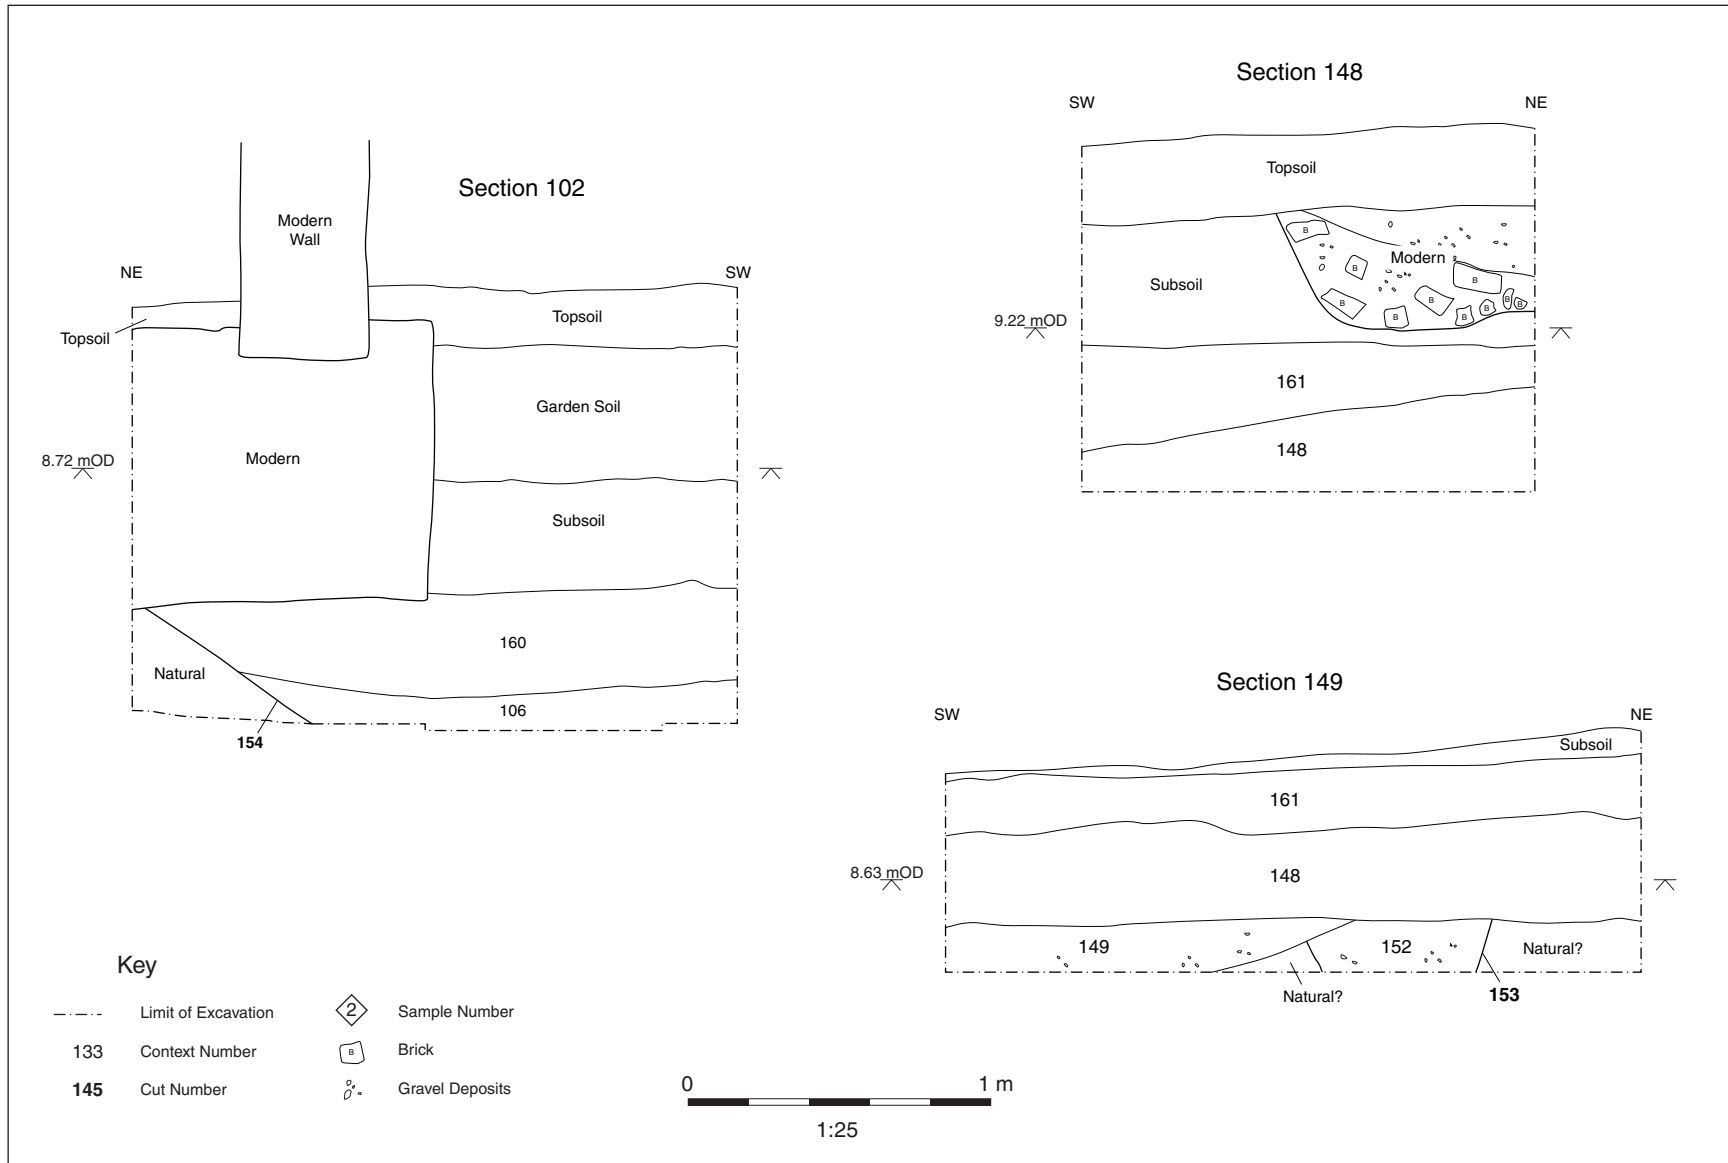 Section 102
Modern
Wall
NE
SW
Topsoil
Topsoil
Garden Soil
8.72 mOD
Modern
Subsoil
160
Natural
106
154
Section 148
SW
NE
Topsoil
B
Modern
B
B
Subsoil
B
B
B
B
B
B
B
9.22 mOD
161
148
Section 149
SW
NE
Subsoil
161
8.63 mOD
148
149
152
Natural?
Natural?
153
Key
Limit of Excavation
2
Sample Number
133
Context Number
B
Brick
145
Cut Number
Gravel Deposits
0
1 m
1:25